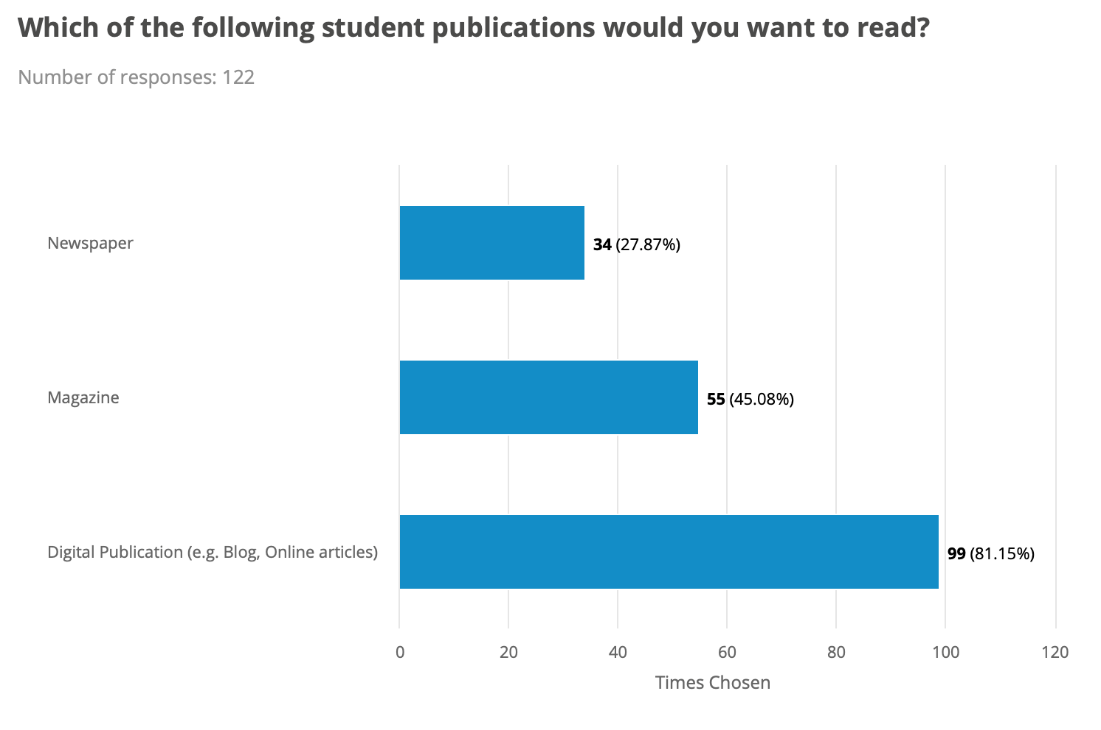 Which of the following student publications would you want to read?
Number of responses: 122
Newspaper
34 (27.87%)
Magazine
55 (45.08%)
Digital Publication (e.g. Blog, Online articles)
99 (81.15%)
0 20 40 60 80 100 120
Times Chosen